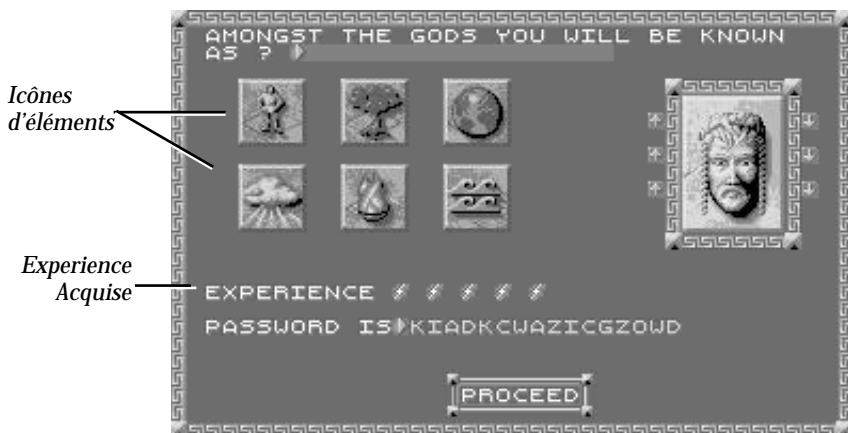 AMONGST THE GODS YOU WILL BE KNOWN
AS ?
Icônes
d'éléments
Experience
Acquise
EXPERIENCE
PASSWORD IS KIADKCWAZICGZOWD
PROCEED